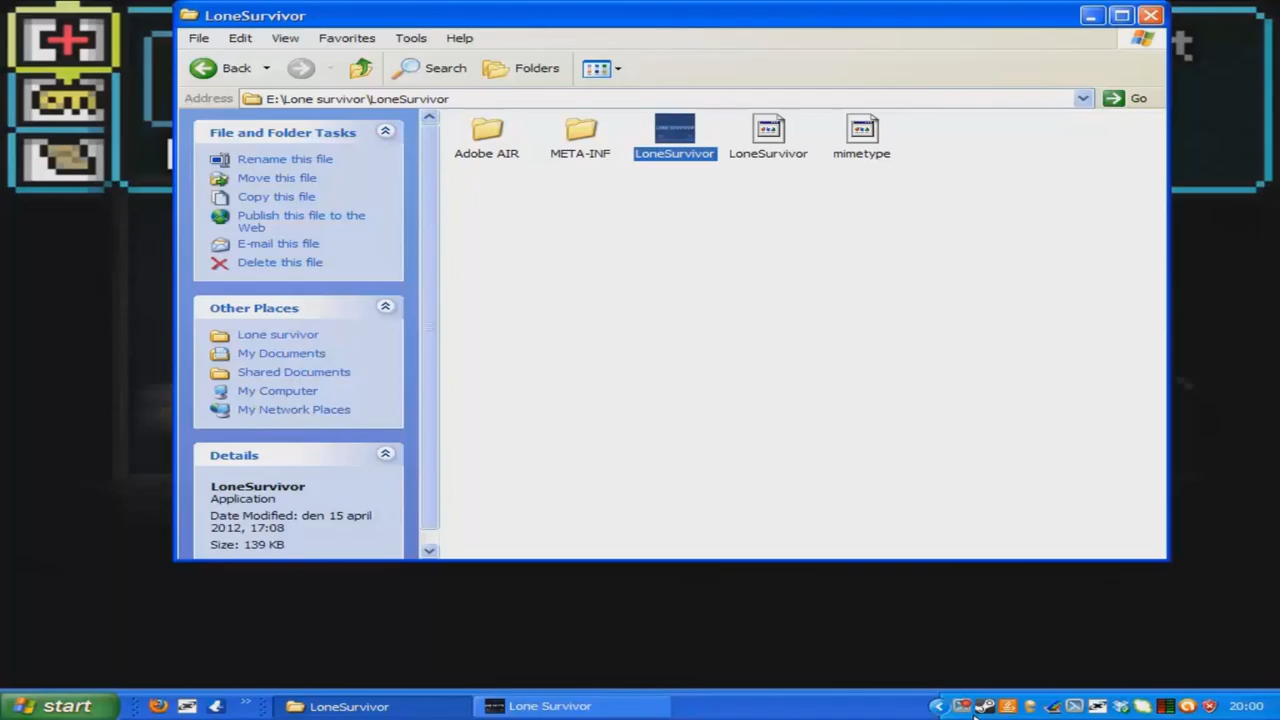 LoneSurvivor
File Edit View Favorites Tools Help
Back Search Folders
Address E:\Lone survivor\LoneSurvivor Go
File and Folder Tasks
Rename this file
Move this file
Copy this file
Publish this file to the
Web
E-mail this file
Delete this file
Other Places
Lone survivor
My Documents
Shared Documents
My Computer
My Network Places
Details
LoneSurvivor
Application
Date Modified: den 15 april
2012, 17:08
Size: 139 KB
LONE SURVIVOR
Adobe AIR META-INF LoneSurvivor LoneSurvivor mimetype
start LoneSurvivor Lone Survivor 20:00